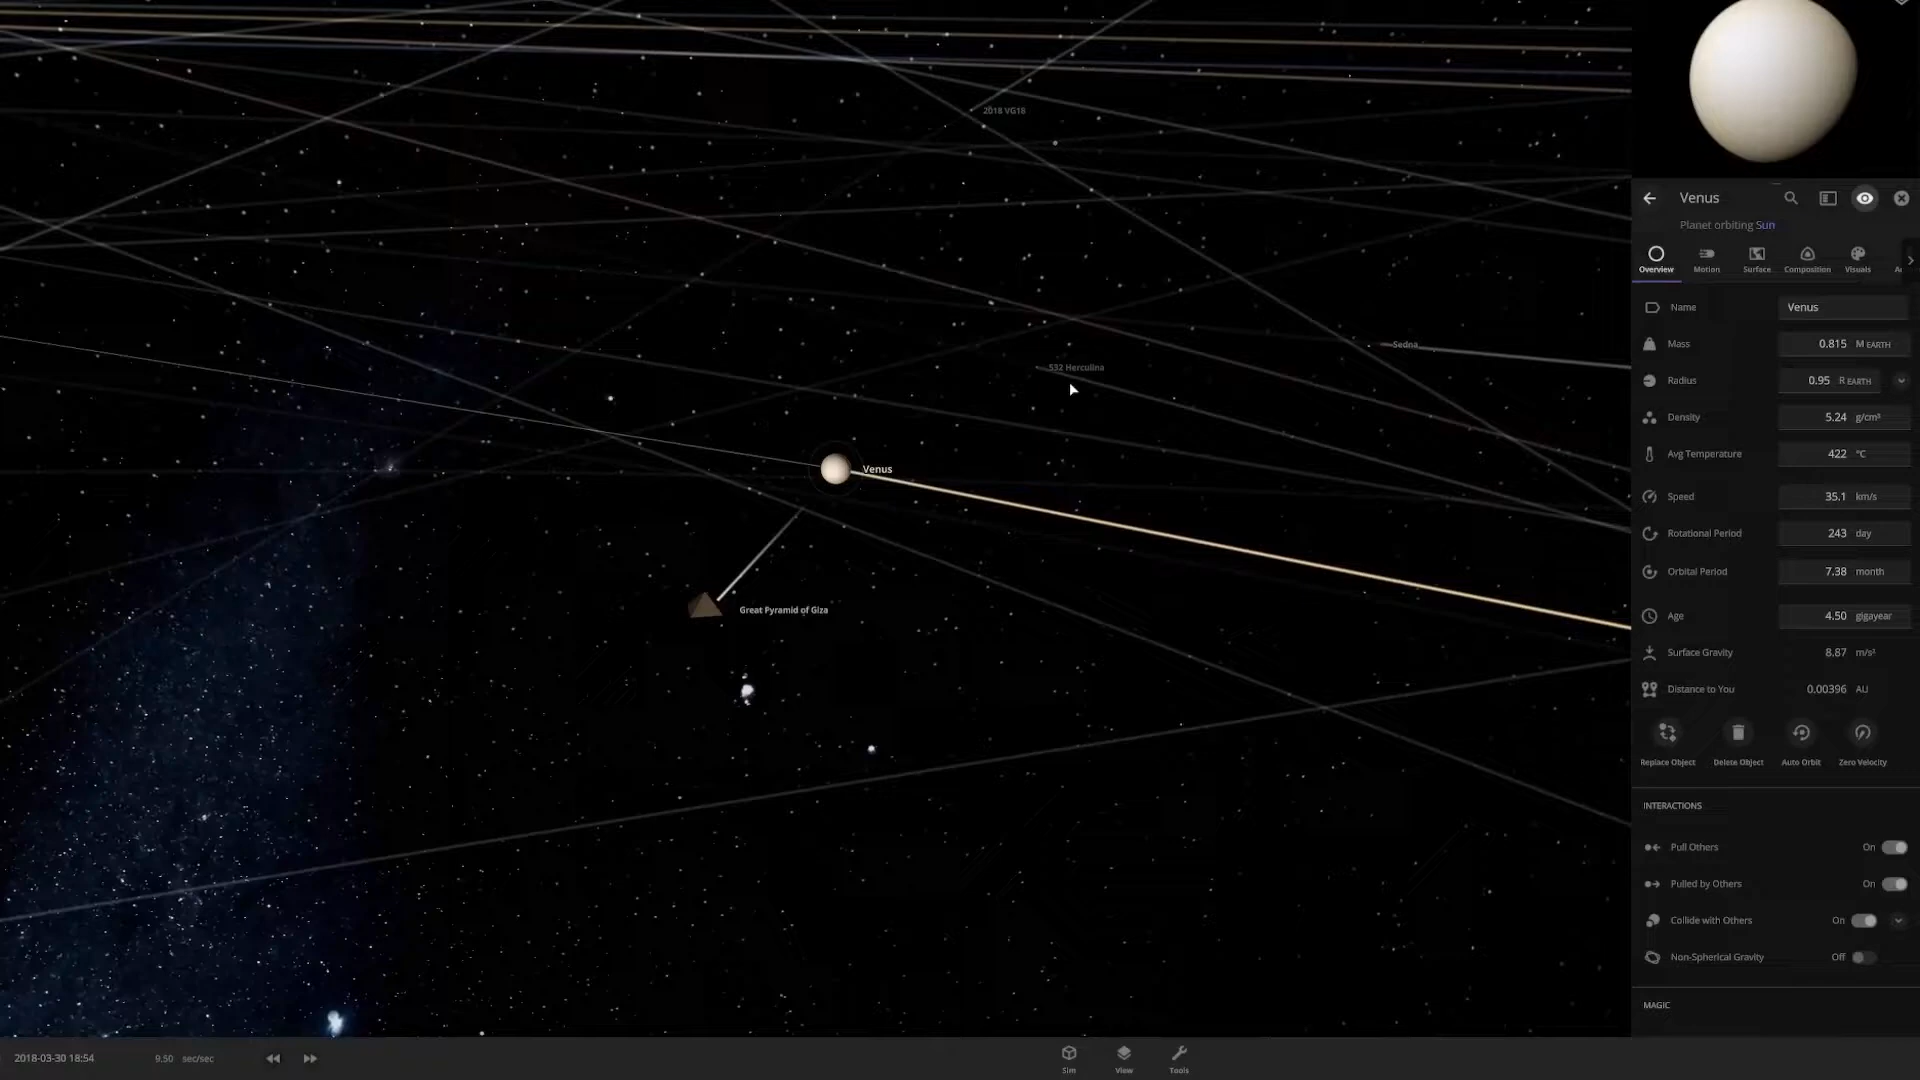 2018 VG18
Sedna
532 Herculina
Venus
Great Pyramid of Giza
Venus
Planet orbiting Sun
Overview
Motion
Surface
Composition
Visuals
Name Venus
Mass 0.815 M EARTH
Radius 0.95 R EARTH
Density 5.24 g/cm³
Avg Temperature 422 °C
Speed 35.1 km/s
Rotational Period 243 day
Orbital Period 7.38 month
Age 4.50 gigayear
Surface Gravity 8.87 m/s²
Distance to You 0.00396 AU
Replace Object
Delete Object
Auto Orbit
Zero Velocity
INTERACTIONS
Pull Others On
Pulled by Others On
Collide with Others On
Non-Spherical Gravity Off
MAGIC
2018-03-30 18:54
9.50 sec/sec
Sim
View
Tools